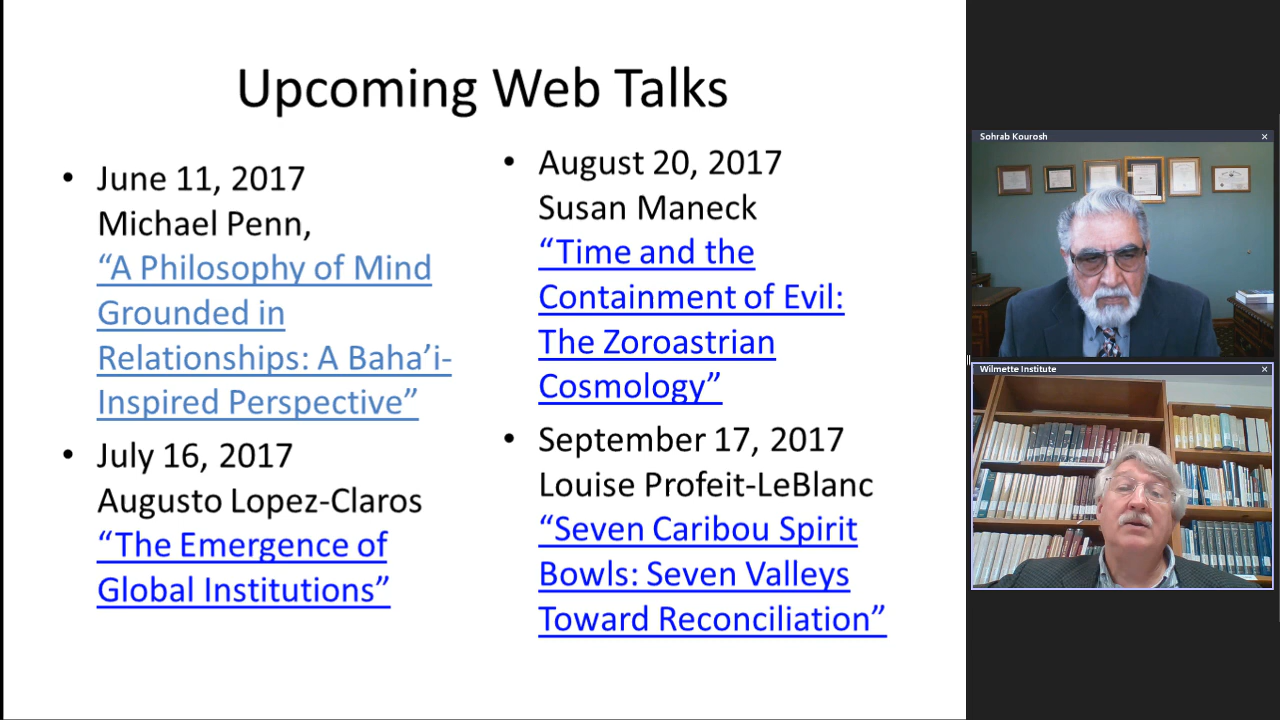 Upcoming Web Talks
• June 11, 2017
Michael Penn,
“A Philosophy of Mind
Grounded in
Relationships: A Baha’i-
Inspired Perspective”
• July 16, 2017
Augusto Lopez-Claros
“The Emergence of
Global Institutions”
• August 20, 2017
Susan Maneck
“Time and the
Containment of Evil:
The Zoroastrian
Cosmology”
• September 17, 2017
Louise Profeit-LeBlanc
“Seven Caribou Spirit
Bowls: Seven Valleys
Toward Reconciliation”
Sohrab Kourosh
Wilmette Institute